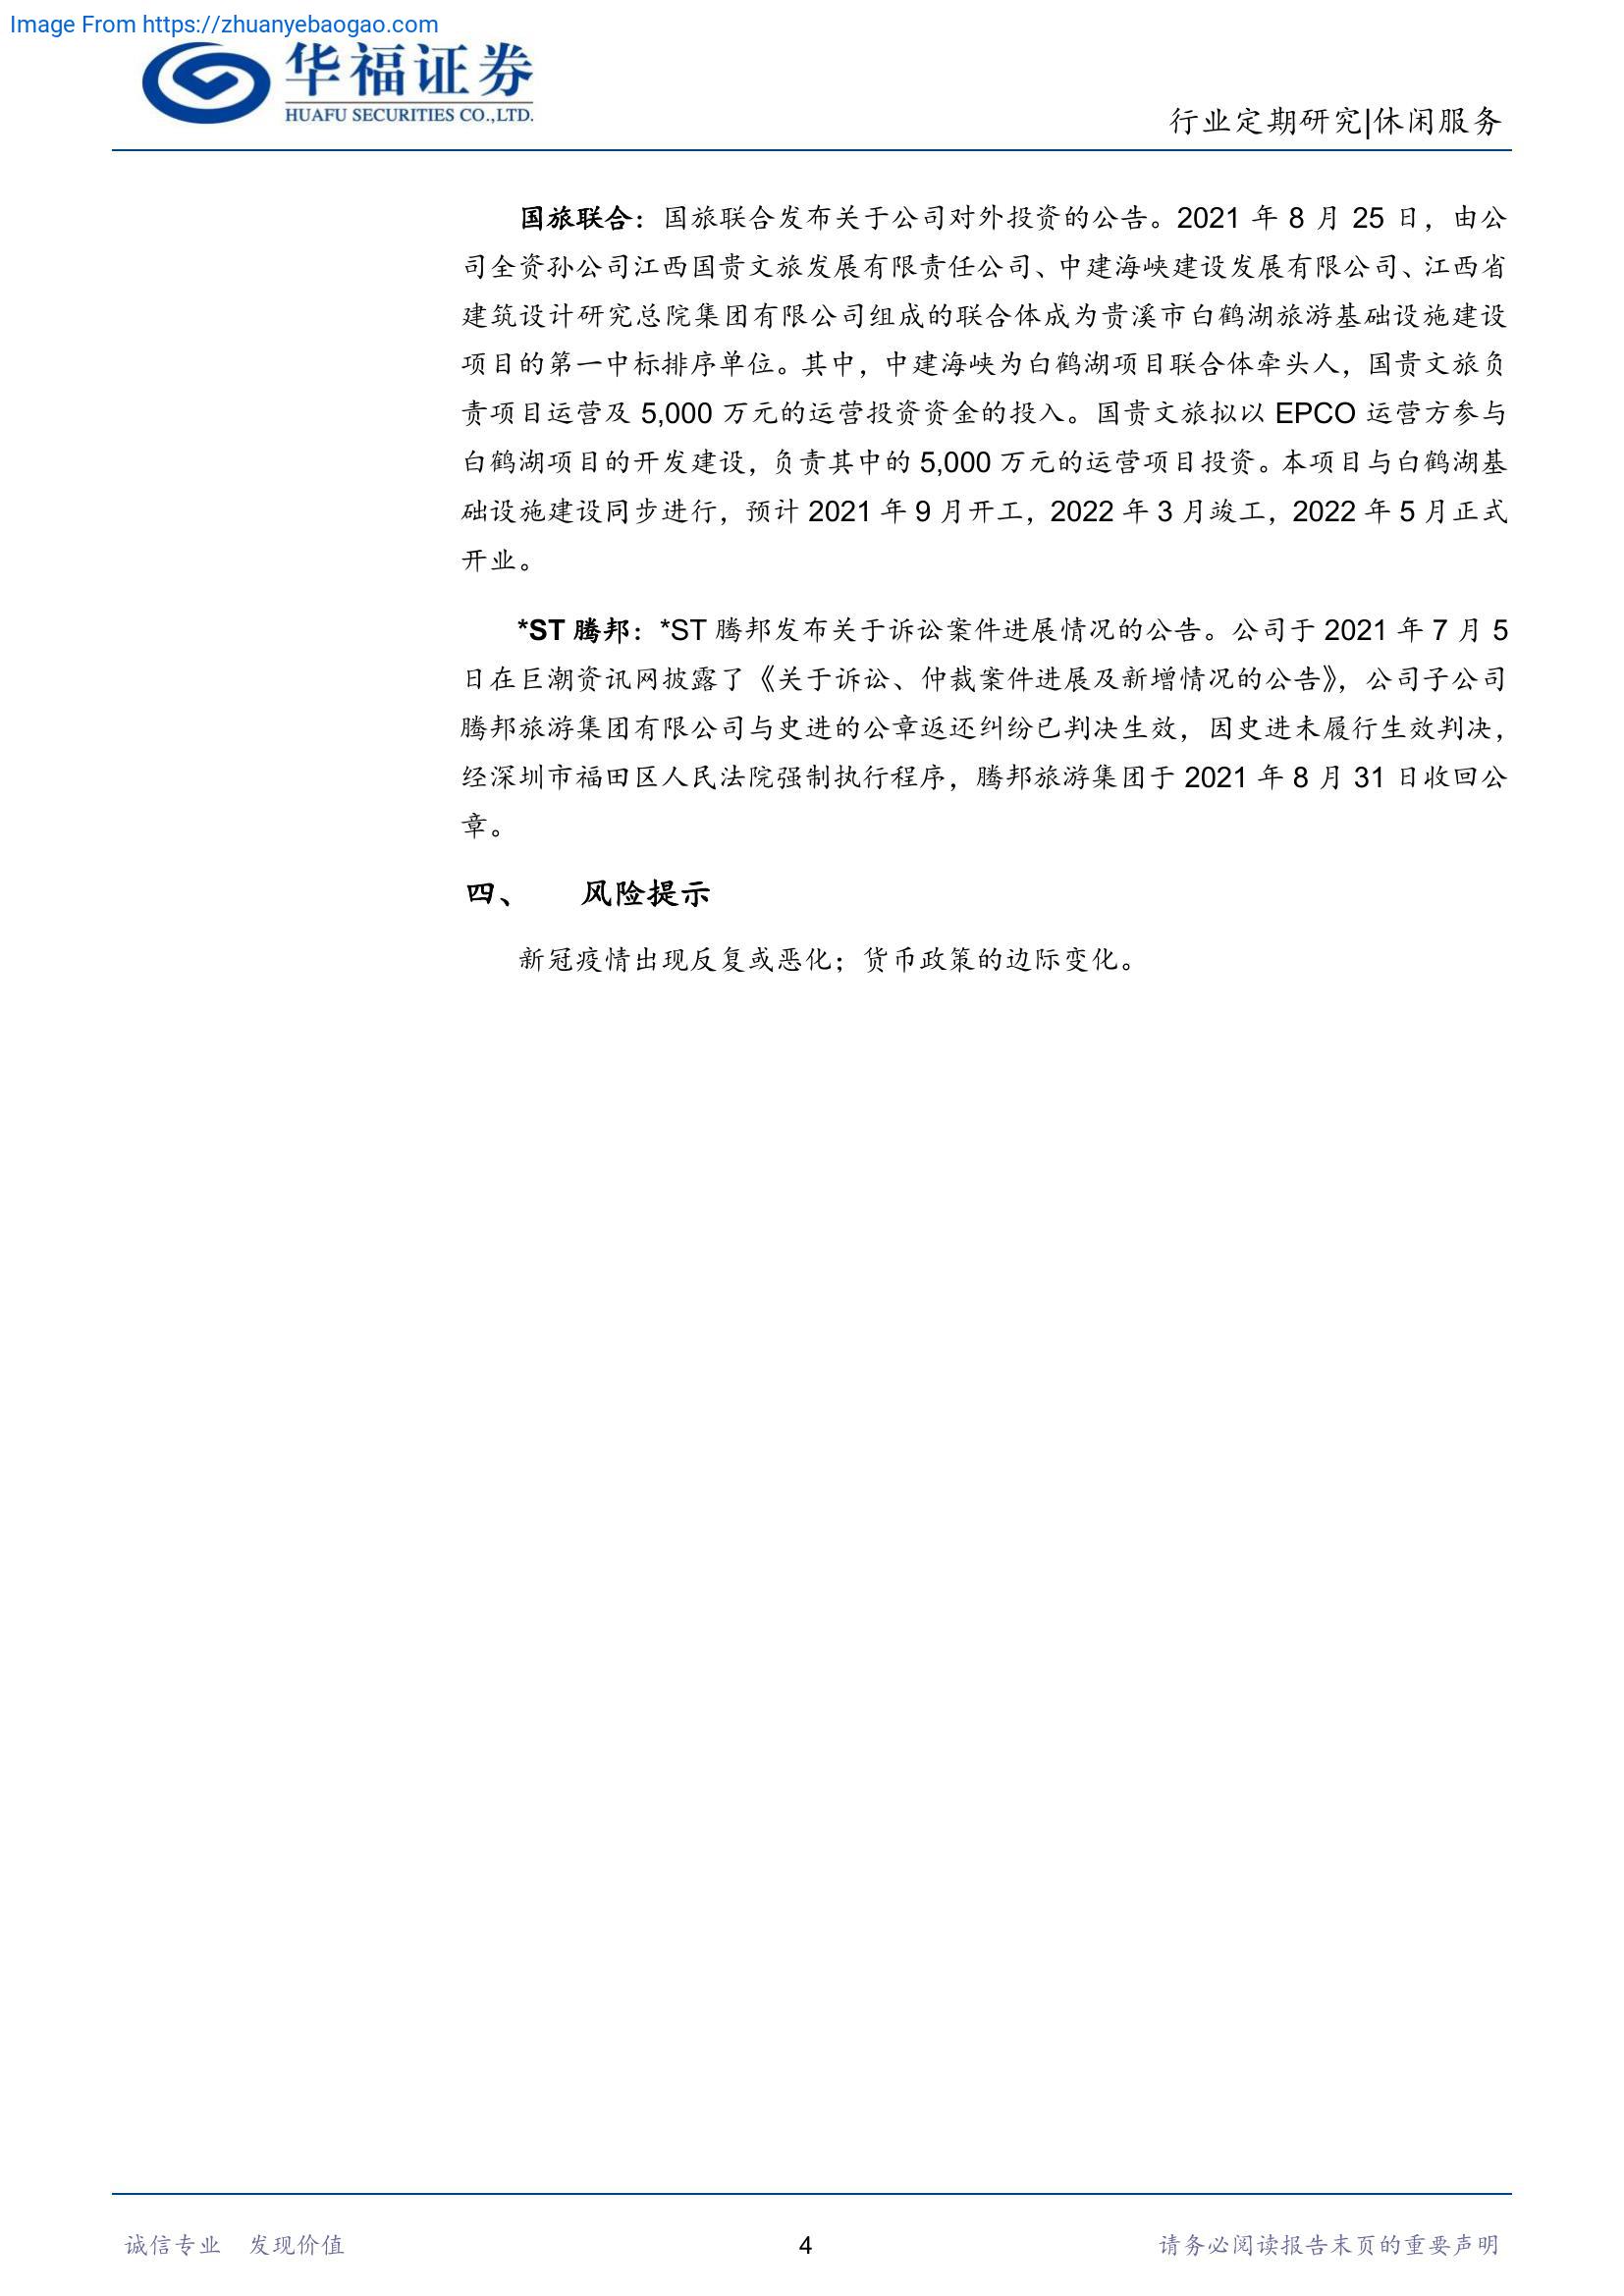 Image From https://zhuanyebaogao.com
华福证券
HUAFU SECURITIES CO.,LTD.
行业定期研究|休闲服务
国旅联合：国旅联合发布关于公司对外投资的公告。2021 年 8 月 25 日，由公
司全资孙公司江西国贵文旅发展有限责任公司、中建海峡建设发展有限公司、江西省
建筑设计研究总院集团有限公司组成的联合体成为贵溪市白鹤湖旅游基础设施建设
项目的第一中标排序单位。其中，中建海峡为白鹤湖项目联合体牵头人，国贵文旅负
责项目运营及 5,000 万元的运营投资资金的投入。国贵文旅拟以 EPCO 运营方参与
白鹤湖项目的开发建设，负责其中的 5,000 万元的运营项目投资。本项目与白鹤湖基
础设施建设同步进行，预计 2021 年 9 月开工，2022 年 3 月竣工，2022 年 5 月正式
开业。
*ST 腾邦：*ST 腾邦发布关于诉讼案件进展情况的公告。公司于 2021 年 7 月 5
日在巨潮资讯网披露了《关于诉讼、仲裁案件进展及新增情况的公告》，公司子公司
腾邦旅游集团有限公司与史进的公章返还纠纷已判决生效，因史进未履行生效判决，
经深圳市福田区人民法院强制执行程序，腾邦旅游集团于 2021 年 8 月 31 日收回公
章。
四、 风险提示
新冠疫情出现反复或恶化；货币政策的边际变化。
诚信专业 发现价值
4
请务必阅读报告末页的重要声明